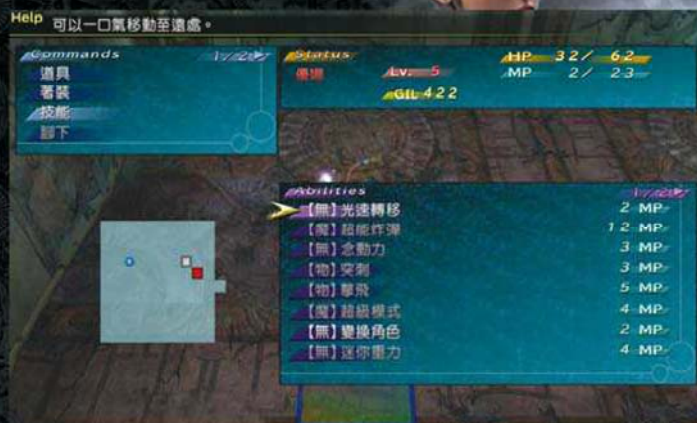 Help 可以一口氣移動至遠處。
Commands 1/2
道具
著裝
技能
腳下
Status HP 32/ 62
優潔 Lv. 5 MP 2/ 23
GIL 422
Abilities 1/2
【無】光速轉移 2 MP
【魔】超能炸彈 12 MP
【無】念動力 3 MP
【物】突刺 3 MP
【物】擊飛 5 MP
【魔】超級模式 4 MP
【無】變換角色 2 MP
【無】迷你重力 4 MP